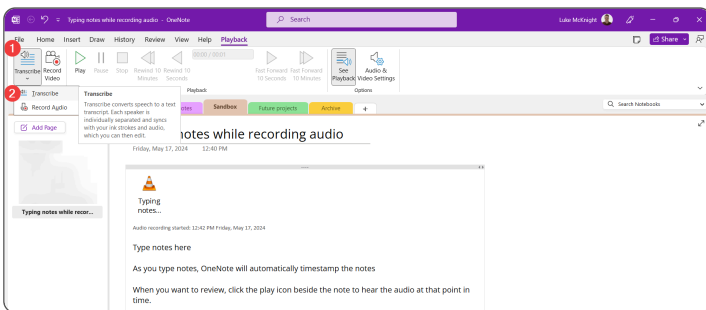 Typing notes while recording audio - OneNote
Search
Luke McKnight
File Home Insert Draw History Review View Help Playback
Share
1
Transcribe Record Video
Play Pause Stop Rewind 10 Minutes Rewind 10 Seconds
00:00 / 00:01
Fast Forward 10 Seconds Fast Forward 10 Minutes
See Playback
Audio & Video Settings
Playback
Options
2
Transcribe
Record Audio
Transcribe
Transcribe converts speech to a text
transcript. Each speaker is
individually separated and syncs
with your ink strokes and audio,
which you can then edit.
Sandbox
Future projects
Archive
+
Search Notebooks
Add Page
Typing notes while recor...
otes while recording audio
Friday, May 17, 2024 12:40 PM
Typing
notes...
Audio recording started: 12:42 PM Friday, May 17, 2024
Type notes here
As you type notes, OneNote will automatically timestamp the notes
When you want to review, click the play icon beside the note to hear the audio at that point in
time.